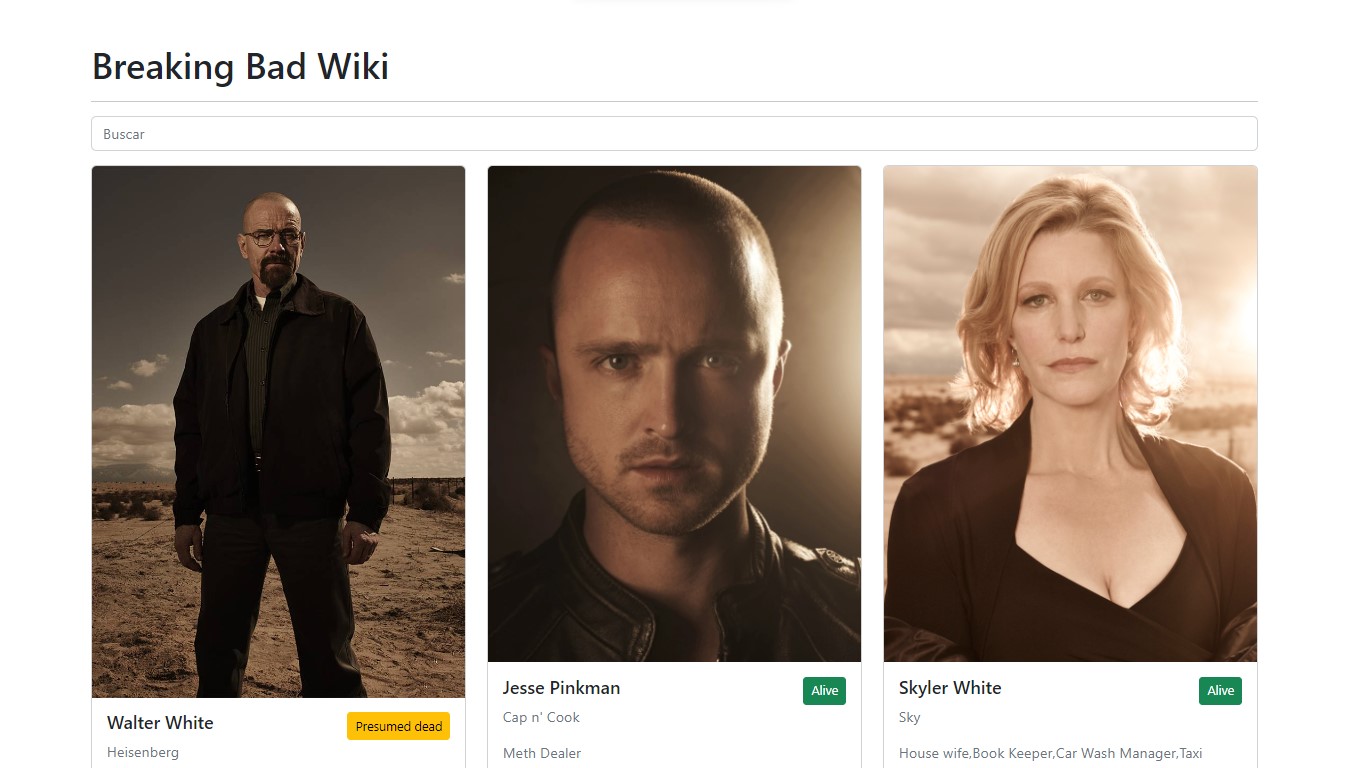 Breaking Bad Wiki
Buscar
Walter White
Presumed dead
Heisenberg
Jesse Pinkman
Alive
Cap n' Cook
Meth Dealer
Skyler White
Alive
Sky
House wife,Book Keeper,Car Wash Manager,Taxi